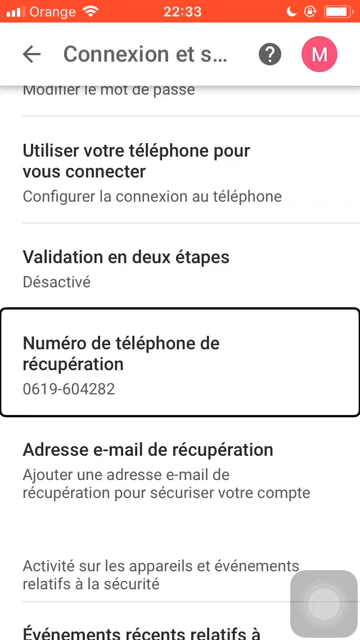 Orange 22:33
Connexion et s... M
Modifier le mot de passe
Utiliser votre téléphone pour
vous connecter
Configurer la connexion au téléphone
Validation en deux étapes
Désactivé
Numéro de téléphone de
récupération
0619-604282
Adresse e-mail de récupération
Ajouter une adresse e-mail de
récupération pour sécuriser votre compte
Activité sur les appareils et événements
relatifs à la sécurité
Événements récents relatifs à